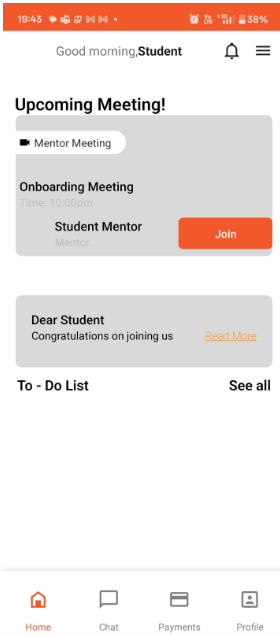 19:43 38%
Good morning,Student
Upcoming Meeting!
Mentor Meeting
Onboarding Meeting
Time: 10:00pm
Student Mentor
Mentor
Join
Dear Student
Congratulations on joining us
Read More
To - Do List See all
Home Chat Payments Profile